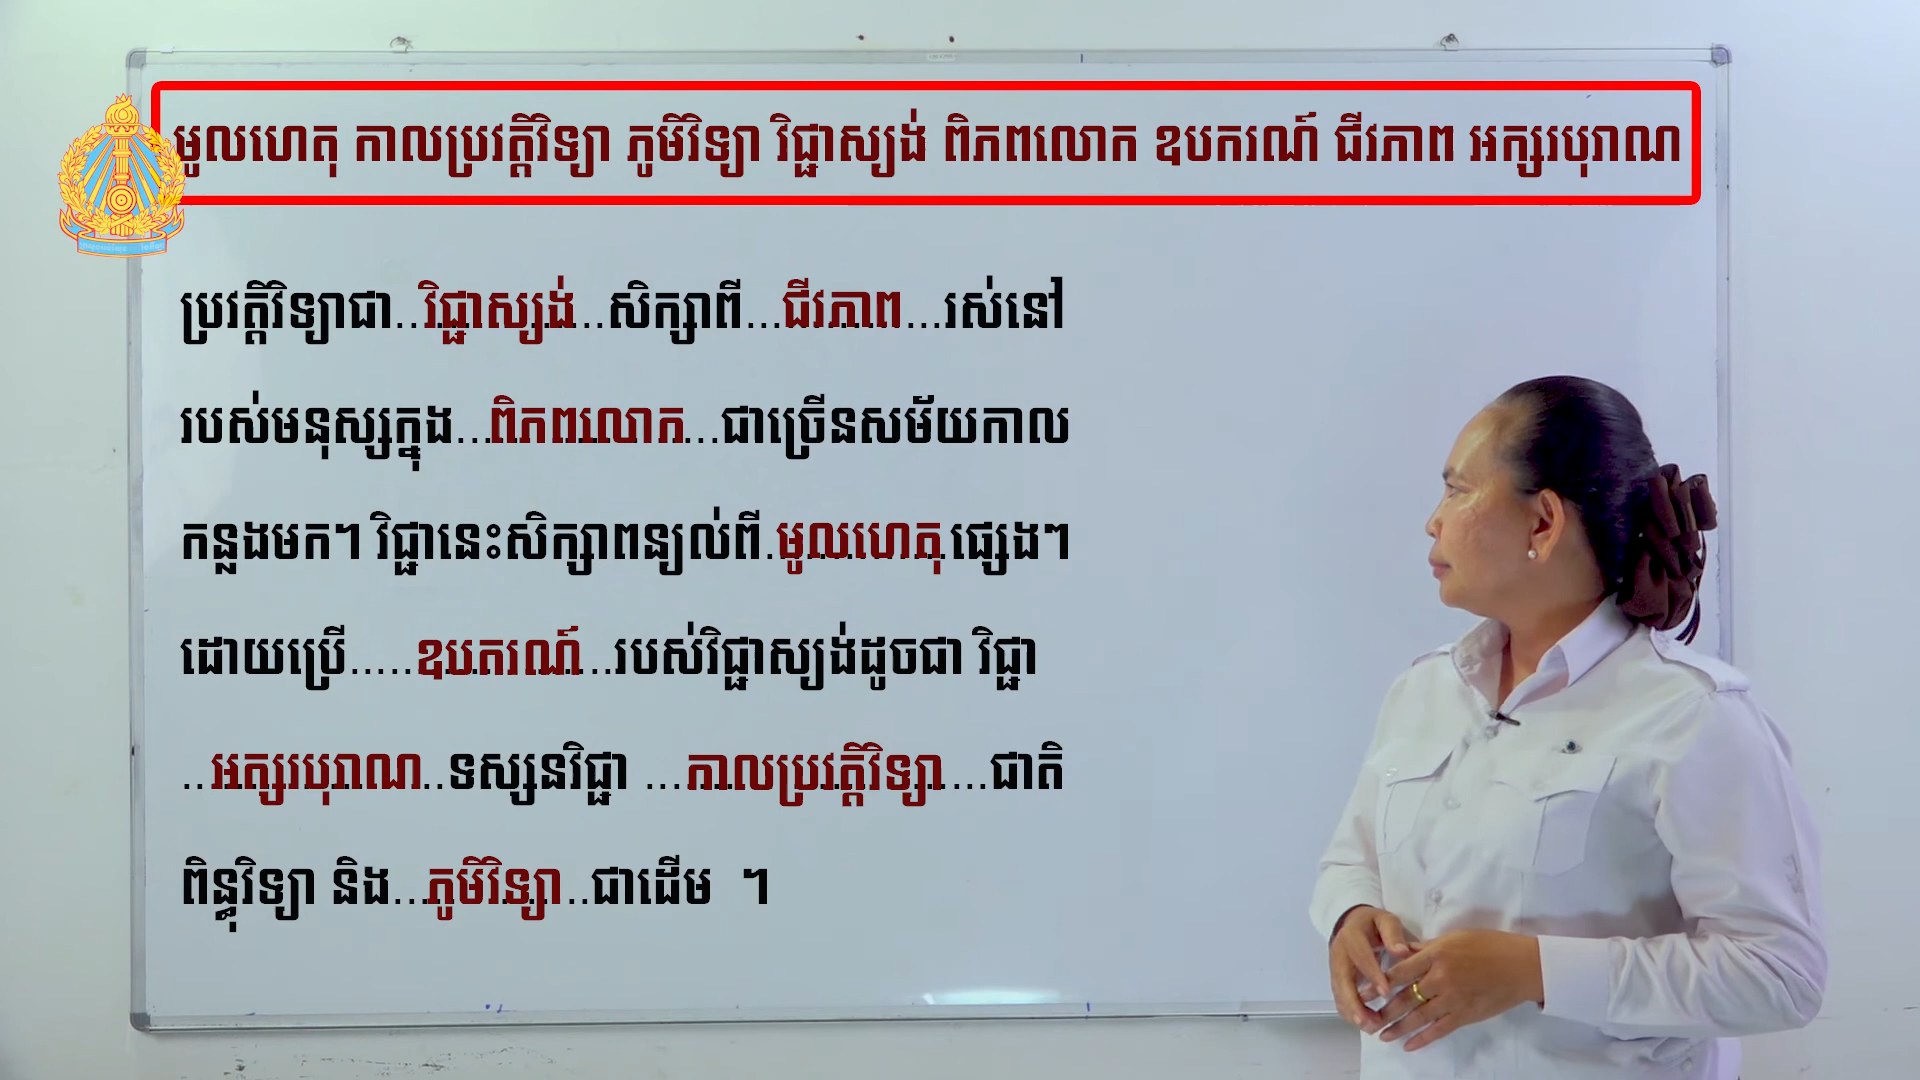 មូលហេតុ កាលប្រវត្តិវិទ្យា ភូមិវិទ្យា វិជ្ជាស្យង់ ពិភពលោក ឧបករណ៍ ជីវភាព អក្សរបុរាណ
ប្រវត្តិវិទ្យាជា..វិជ្ជាស្យង់..សិក្សាពី...ជីវភាព...រស់នៅ
របស់មនុស្សក្នុង...ពិភពលោក...ជាច្រើនសម័យកាល
កន្លងមក។ វិជ្ជានេះសិក្សាពន្យល់ពី.មូលហេតុ.ផ្សេងៗ
ដោយប្រើ.....ឧបករណ៍...របស់វិជ្ជាស្យង់ដូចជា វិជ្ជា
..អក្សរបុរាណ..ទស្សនវិជ្ជា ...កាលប្រវត្តិវិទ្យា...ជាតិ
ពិន្ធុវិទ្យា និង...ភូមិវិទ្យា..ជាដើម ។